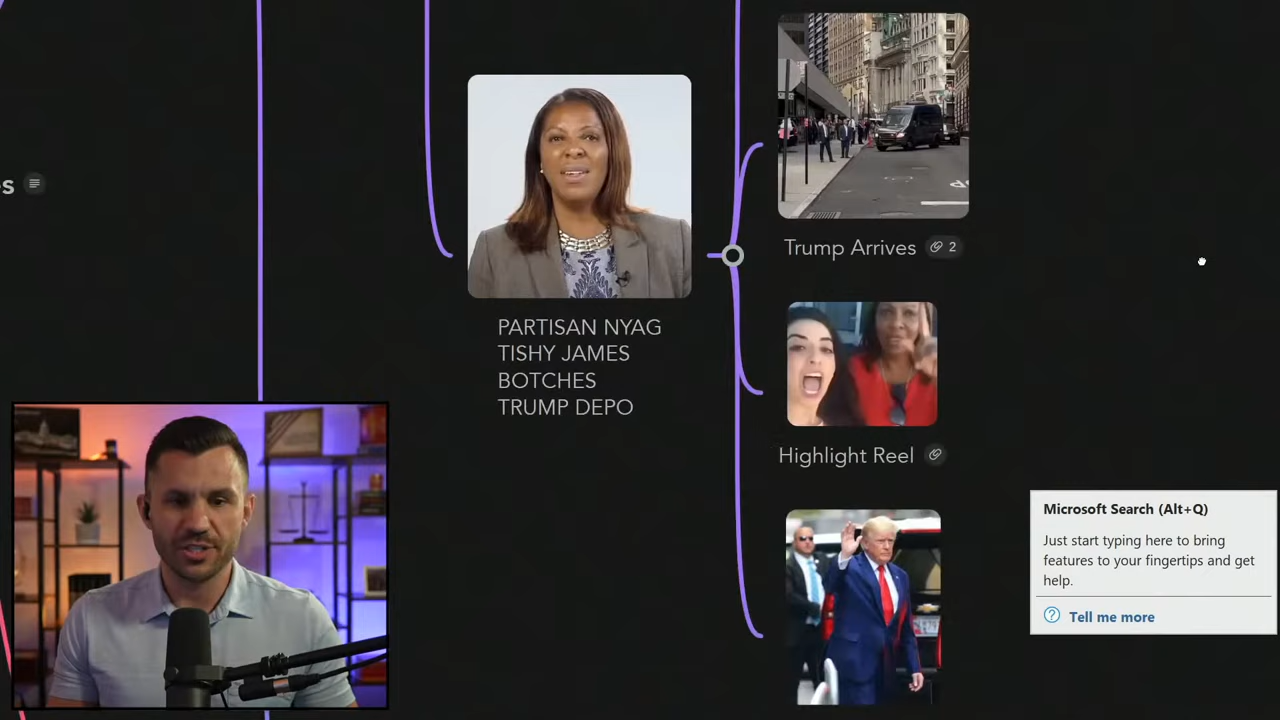 s
PARTISAN NYAG
TISHY JAMES
BOTCHES
TRUMP DEPO
Trump Arrives 2
Highlight Reel
Microsoft Search (Alt+Q)
Just start typing here to bring
features to your fingertips and get
help.
? Tell me more